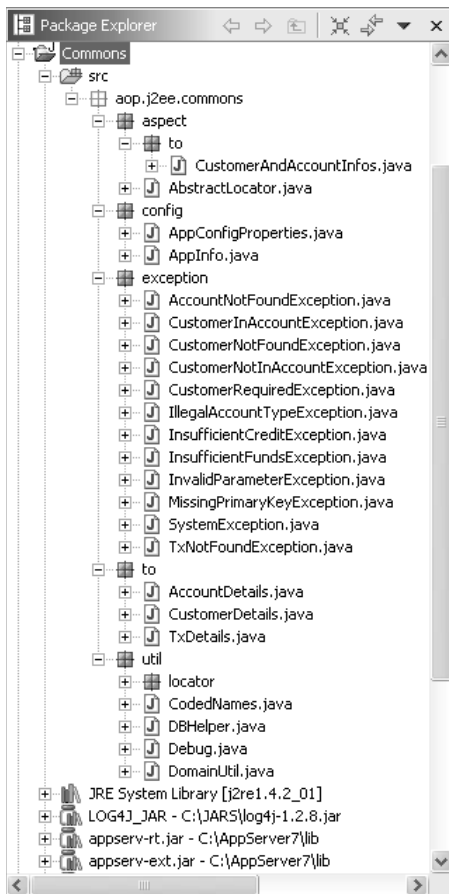 Package Explorer
Commons
src
aop.j2ee.commons
aspect
to
CustomerAndAccountInfos.java
AbstractLocator.java
config
AppConfigProperties.java
AppInfo.java
exception
AccountNotFoundException.java
CustomerInAccountException.java
CustomerNotFoundException.java
CustomerNotInAccountException.java
CustomerRequiredException.java
IllegalAccountTypeException.java
InsufficientCreditException.java
InsufficientFundsException.java
InvalidParameterException.java
MissingPrimaryKeyException.java
SystemException.java
TxNotFoundException.java
to
AccountDetails.java
CustomerDetails.java
TxDetails.java
util
locator
CodedNames.java
DBHelper.java
Debug.java
DomainUtil.java
JRE System Library [j2re1.4.2_01]
LOG4J_JAR - C:\JARS\log4j-1.2.8.jar
appserv-rt.jar - C:\AppServer7\lib
appserv-ext.jar - C:\AppServer7\lib